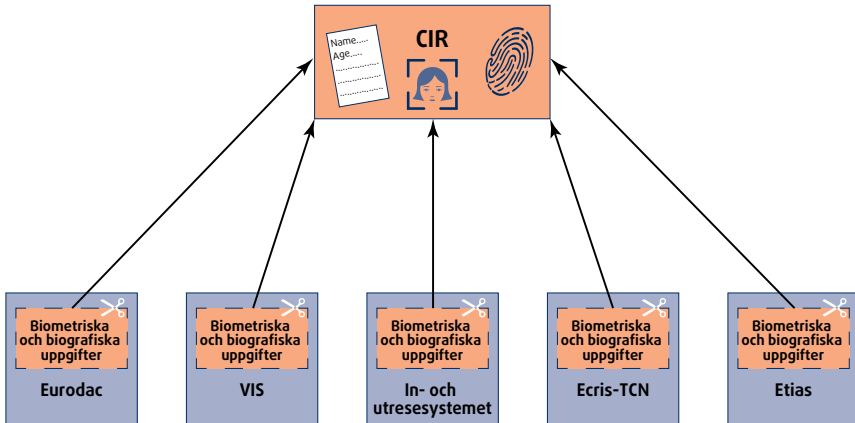 CIR
Name.....
Age.....
Biometriska
och biografiska
uppgifter
Eurodac
Biometriska
och biografiska
uppgifter
VIS
Biometriska
och biografiska
uppgifter
In- och
utresesystemet
Biometriska
och biografiska
uppgifter
Ecris-TCN
Biometriska
och biografiska
uppgifter
Etias